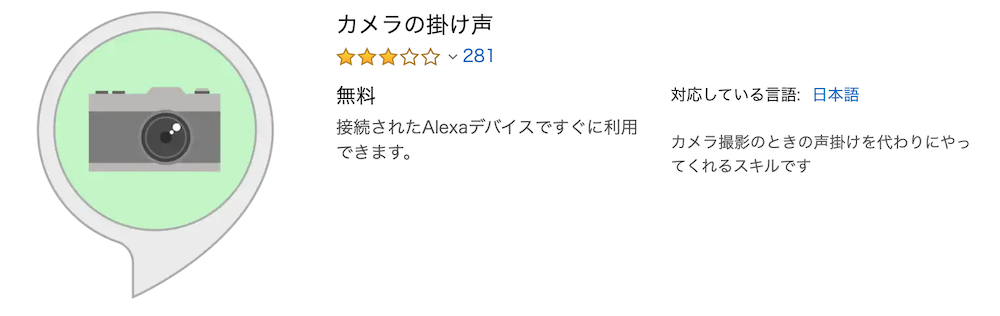 カメラの掛け声
281
無料
接続されたAlexaデバイスですぐに利用
できます。
対応している言語: 日本語
カメラ撮影のときの声掛けを代わりにやっ
てくれるスキルです